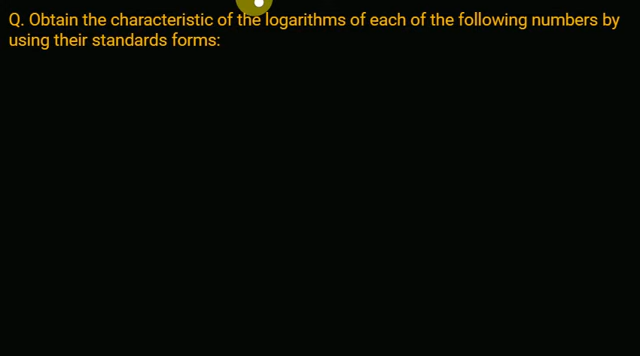 Q. Obtain the characteristic of the logarithms of each of the following numbers by
using their standards forms: